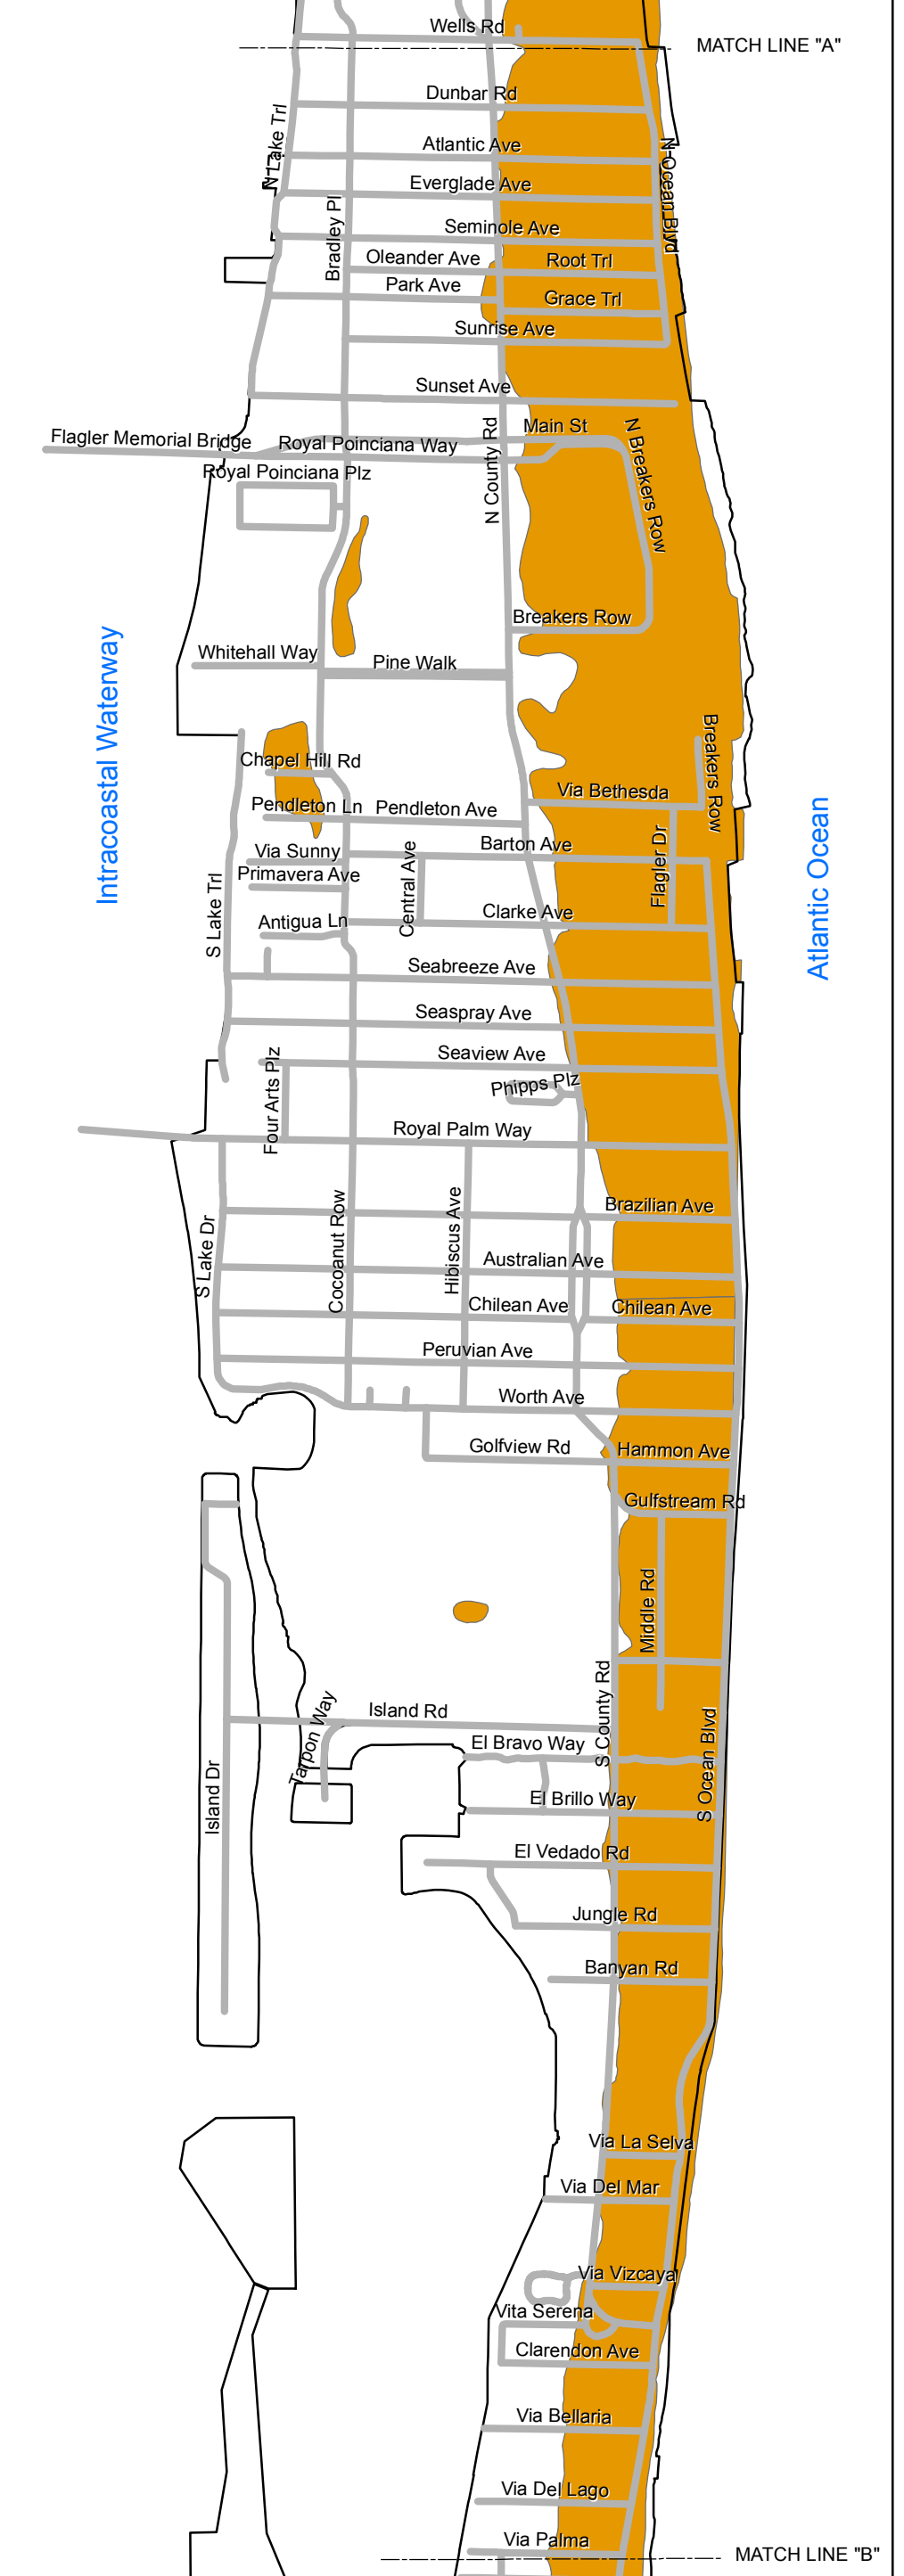 Wells Rd
MATCH LINE "A"
Dunbar Rd
N Lake Trl
Atlantic Ave
N Ocean Blvd
Everglade Ave
Bradley Pl
Seminole Ave
Oleander Ave
Root Trl
Park Ave
Grace Trl
Sunrise Ave
Sunset Ave
Main St
Flagler Memorial Bridge
Royal Poinciana Way
N County Rd
N Breakers Row
Royal Poinciana Plz
Breakers Row
Intracoastal Waterway
Whitehall Way
Pine Walk
Breakers Row
Chapel Hill Rd
Via Bethesda
Pendleton Ln
Pendleton Ave
Atlantic Ocean
Via Sunny
Barton Ave
Central Ave
Flagler Dr
Primavera Ave
S Lake Trl
Antigua Ln
Clarke Ave
Seabreeze Ave
Seaspray Ave
Seaview Ave
Four Arts Plz
Phipps Plz
Royal Palm Way
Brazilian Ave
S Lake Dr
Cocoanut Row
Hibiscus Ave
Australian Ave
Chilean Ave
Chilean Ave
Peruvian Ave
Worth Ave
Golfview Rd
Hammon Ave
Gulfstream Rd
Middle Rd
S County Rd
Island Rd
Tarpon Way
El Bravo Way
S Ocean Blvd
Island Dr
El Brillo Way
El Vedado Rd
Jungle Rd
Banyan Rd
Via La Selva
Via Del Mar
Via Vizcaya
Vita Serena
Clarendon Ave
Via Bellaria
Via Del Lago
Via Palma
MATCH LINE "B"